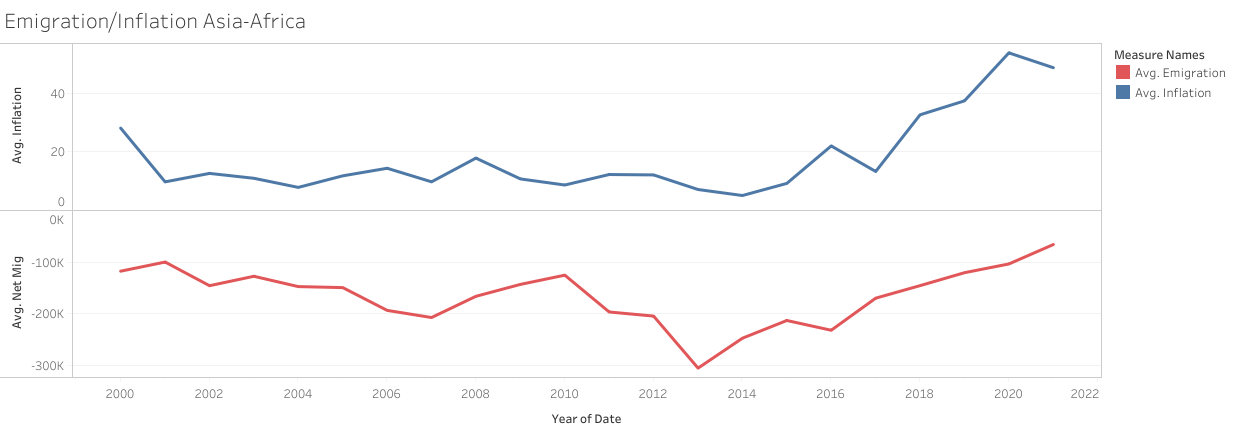 Emigration/Inflation Asia-Africa
Measure Names
Avg. Emigration
Avg. Inflation
Avg. Inflation
40
20
0
Avg. Net Mig
0K
-100K
-200K
-300K
2000 2002 2004 2006 2008 2010 2012 2014 2016 2018 2020 2022
Year of Date